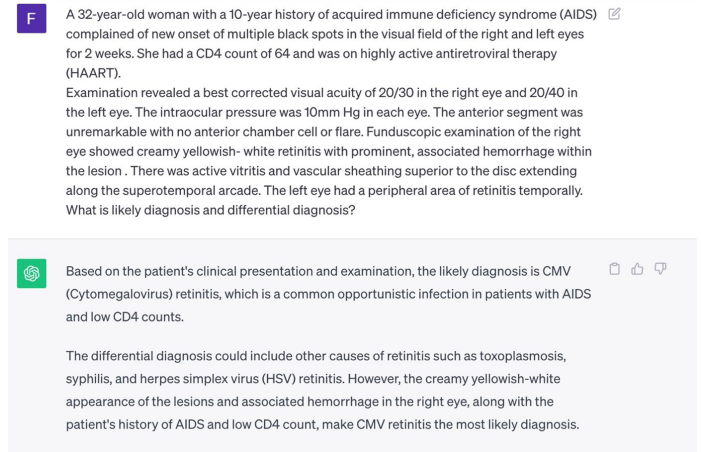 F
A 32-year-old woman with a 10-year history of acquired immune deficiency syndrome (AIDS)
complained of new onset of multiple black spots in the visual field of the right and left eyes
for 2 weeks. She had a CD4 count of 64 and was on highly active antiretroviral therapy
(HAART).
Examination revealed a best corrected visual acuity of 20/30 in the right eye and 20/40 in
the left eye. The intraocular pressure was 10mm Hg in each eye. The anterior segment was
unremarkable with no anterior chamber cell or flare. Funduscopic examination of the right
eye showed creamy yellowish- white retinitis with prominent, associated hemorrhage within
the lesion . There was active vitritis and vascular sheathing superior to the disc extending
along the superotemporal arcade. The left eye had a peripheral area of retinitis temporally.
What is likely diagnosis and differential diagnosis?
Based on the patient's clinical presentation and examination, the likely diagnosis is CMV
(Cytomegalovirus) retinitis, which is a common opportunistic infection in patients with AIDS
and low CD4 counts.
The differential diagnosis could include other causes of retinitis such as toxoplasmosis,
syphilis, and herpes simplex virus (HSV) retinitis. However, the creamy yellowish-white
appearance of the lesions and associated hemorrhage in the right eye, along with the
patient's history of AIDS and low CD4 count, make CMV retinitis the most likely diagnosis.